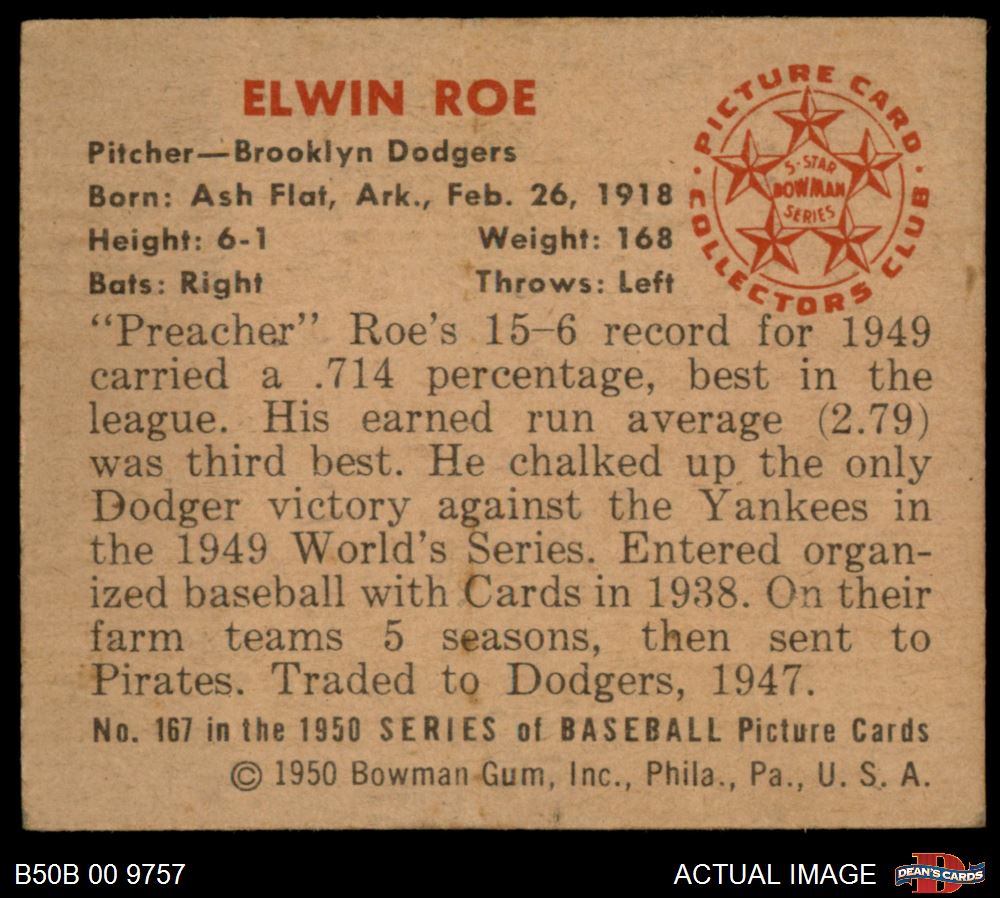 ELWIN ROE
Pitcher—Brooklyn Dodgers
Born: Ash Flat, Ark., Feb. 26, 1918
Height: 6-1 Weight: 168
Bats: Right Throws: Left
PICTURE CARD
COLLECTORS CLUB
5-STAR
BOWMAN
SERIES
“Preacher” Roe’s 15–6 record for 1949
carried a .714 percentage, best in the
league. His earned run average (2.79)
was third best. He chalked up the only
Dodger victory against the Yankees in
the 1949 World’s Series. Entered organ-
ized baseball with Cards in 1938. On their
farm teams 5 seasons, then sent to
Pirates. Traded to Dodgers, 1947.
No. 167 in the 1950 SERIES of BASEBALL Picture Cards
© 1950 Bowman Gum, Inc., Phila., Pa., U. S. A.
B50B 00 9757 ACTUAL IMAGE
D
DEAN'S CARDS